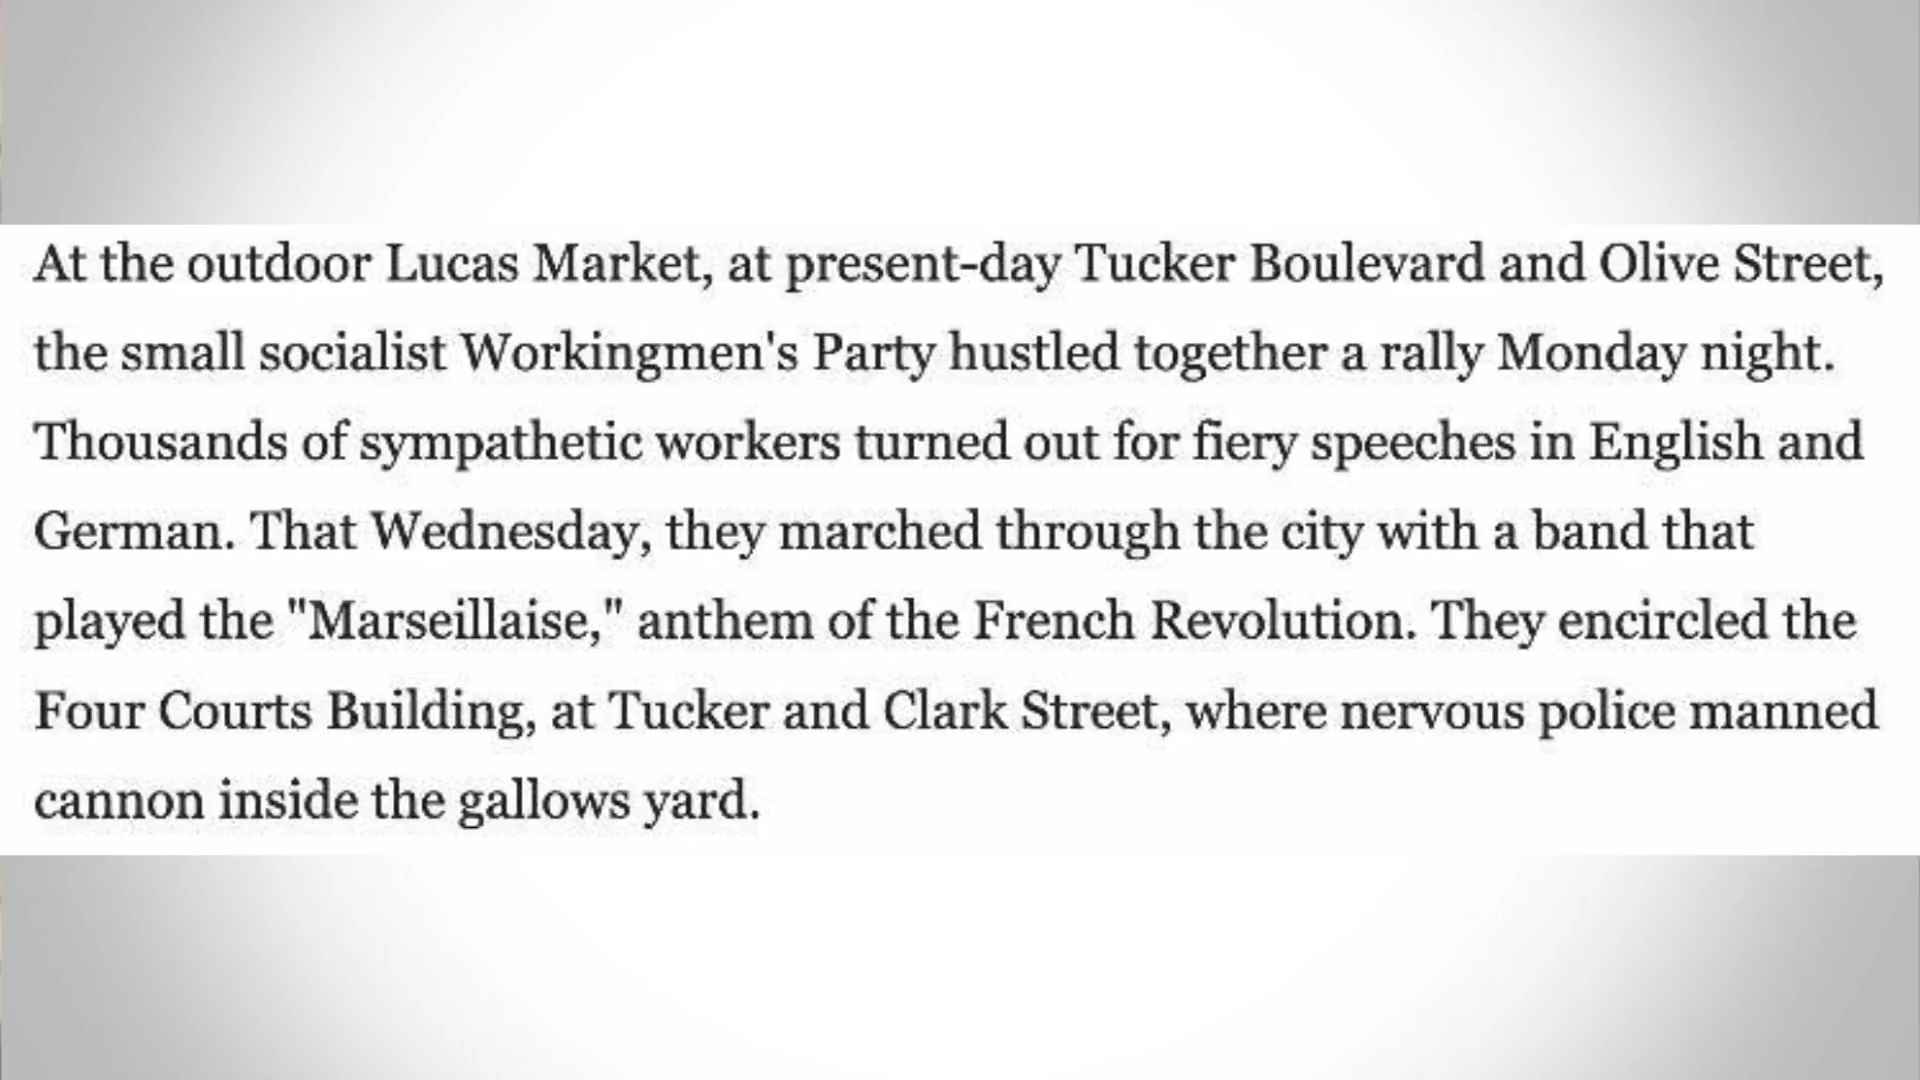 At the outdoor Lucas Market, at present-day Tucker Boulevard and Olive Street,
the small socialist Workingmen's Party hustled together a rally Monday night.
Thousands of sympathetic workers turned out for fiery speeches in English and
German. That Wednesday, they marched through the city with a band that
played the "Marseillaise," anthem of the French Revolution. They encircled the
Four Courts Building, at Tucker and Clark Street, where nervous police manned
cannon inside the gallows yard.